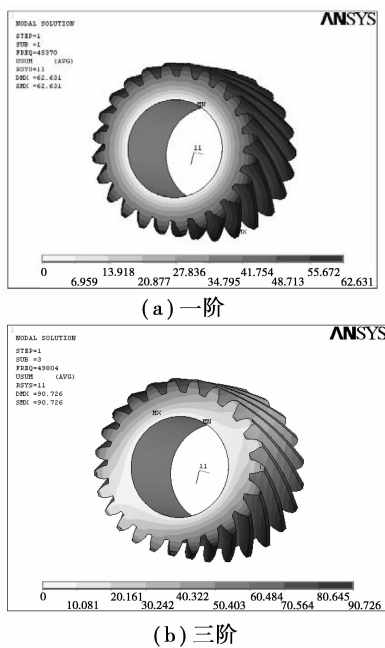 ANSYS
NODAL SOLUTION
STEP=1
SUB =1
FREQ=45370
USUM (AVG)
RSYS=11
DMX =62.631
SMX =62.631
MN
11
MX
0 13.918 27.836 41.754 55.672
6.959 20.877 34.795 48.713 62.631
(a)一阶
ANSYS
NODAL SOLUTION
STEP=1
SUB =3
FREQ=49804
USUM (AVG)
RSYS=11
DMX =90.726
SMX =90.726
MX
MN
11
0 20.161 40.322 60.484 80.645
10.081 30.242 50.403 70.564 90.726
(b)三阶